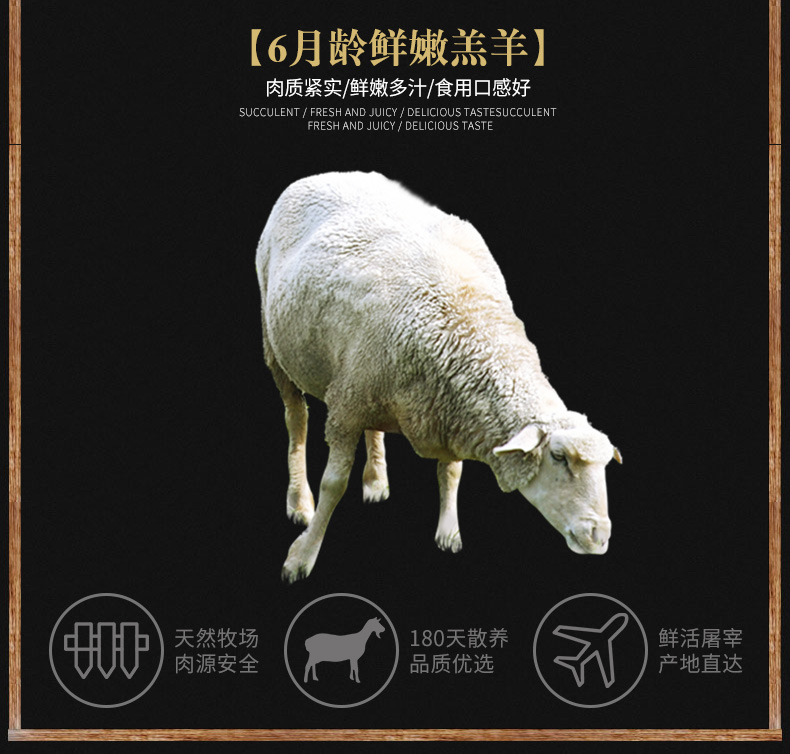 【6月龄鲜嫩羔羊】
肉质紧实/鲜嫩多汁/食用口感好
SUCCULENT / FRESH AND JUICY / DELICIOUS TASTESUCCULENT
FRESH AND JUICY / DELICIOUS TASTE
天然牧场
肉源安全
180天散养
品质优选
鲜活屠宰
产地直达